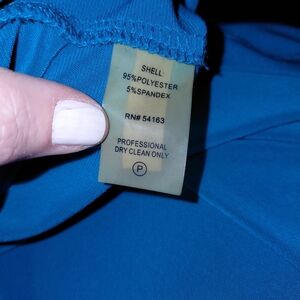 SHELL:
95%POLYESTER
5%SPANDEX
RN# 54163
PROFESSIONAL
DRY CLEAN ONLY
P